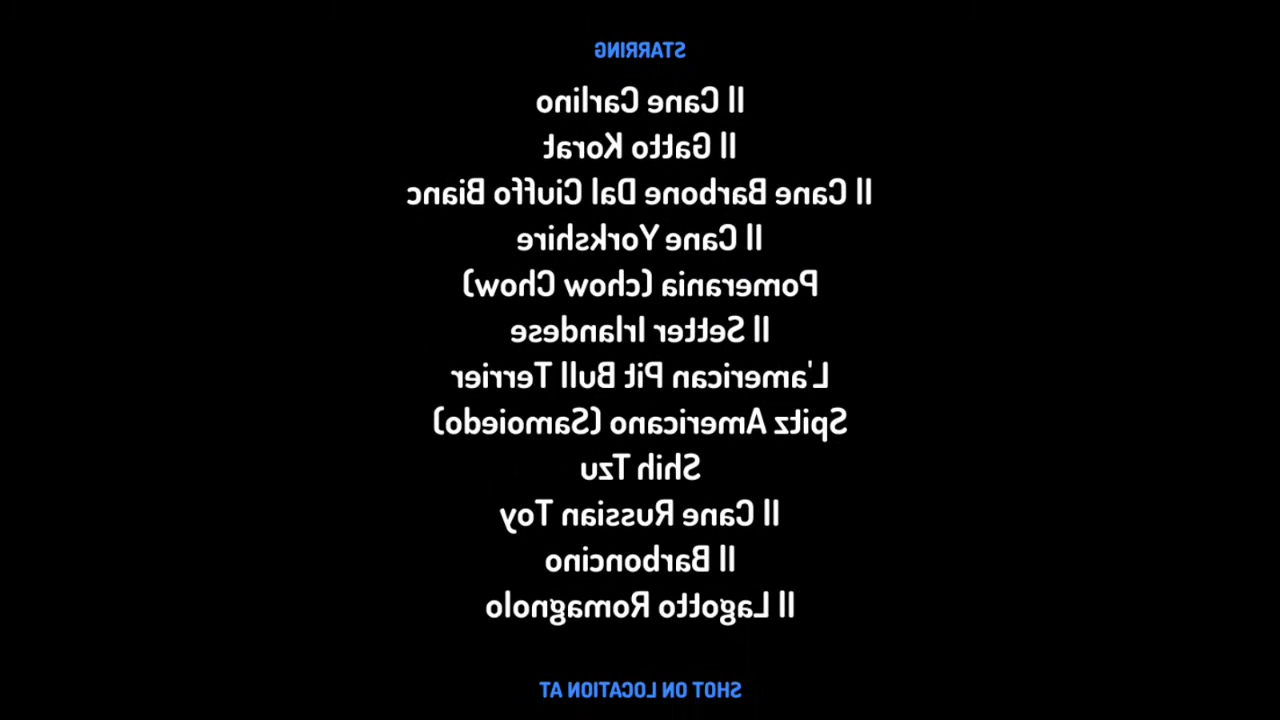 STARRING
Il Cane Carlino
Il Gatto Korat
Il Cane Barbone Dal Ciuffo Bianc
Il Cane Yorkshire
Pomerania (chow Chow)
Il Setter Irlandese
L'american Pit Bull Terrier
Spitz Americano (Samoiedo)
Shih Tzu
Il Cane Russian Toy
Il Barboncino
Il Lagotto Romagnolo
SHOT ON LOCATION AT